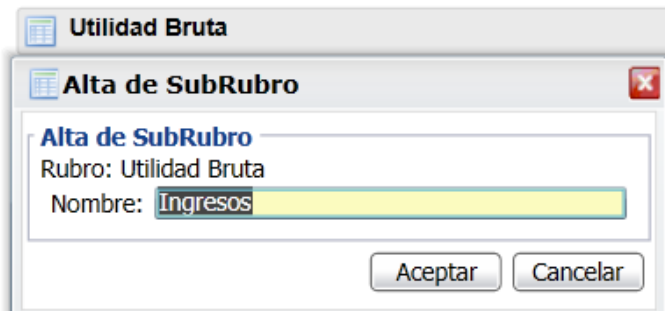 Utilidad Bruta
Alta de SubRubro
Alta de SubRubro
Rubro: Utilidad Bruta
Nombre: Ingresos
Aceptar Cancelar